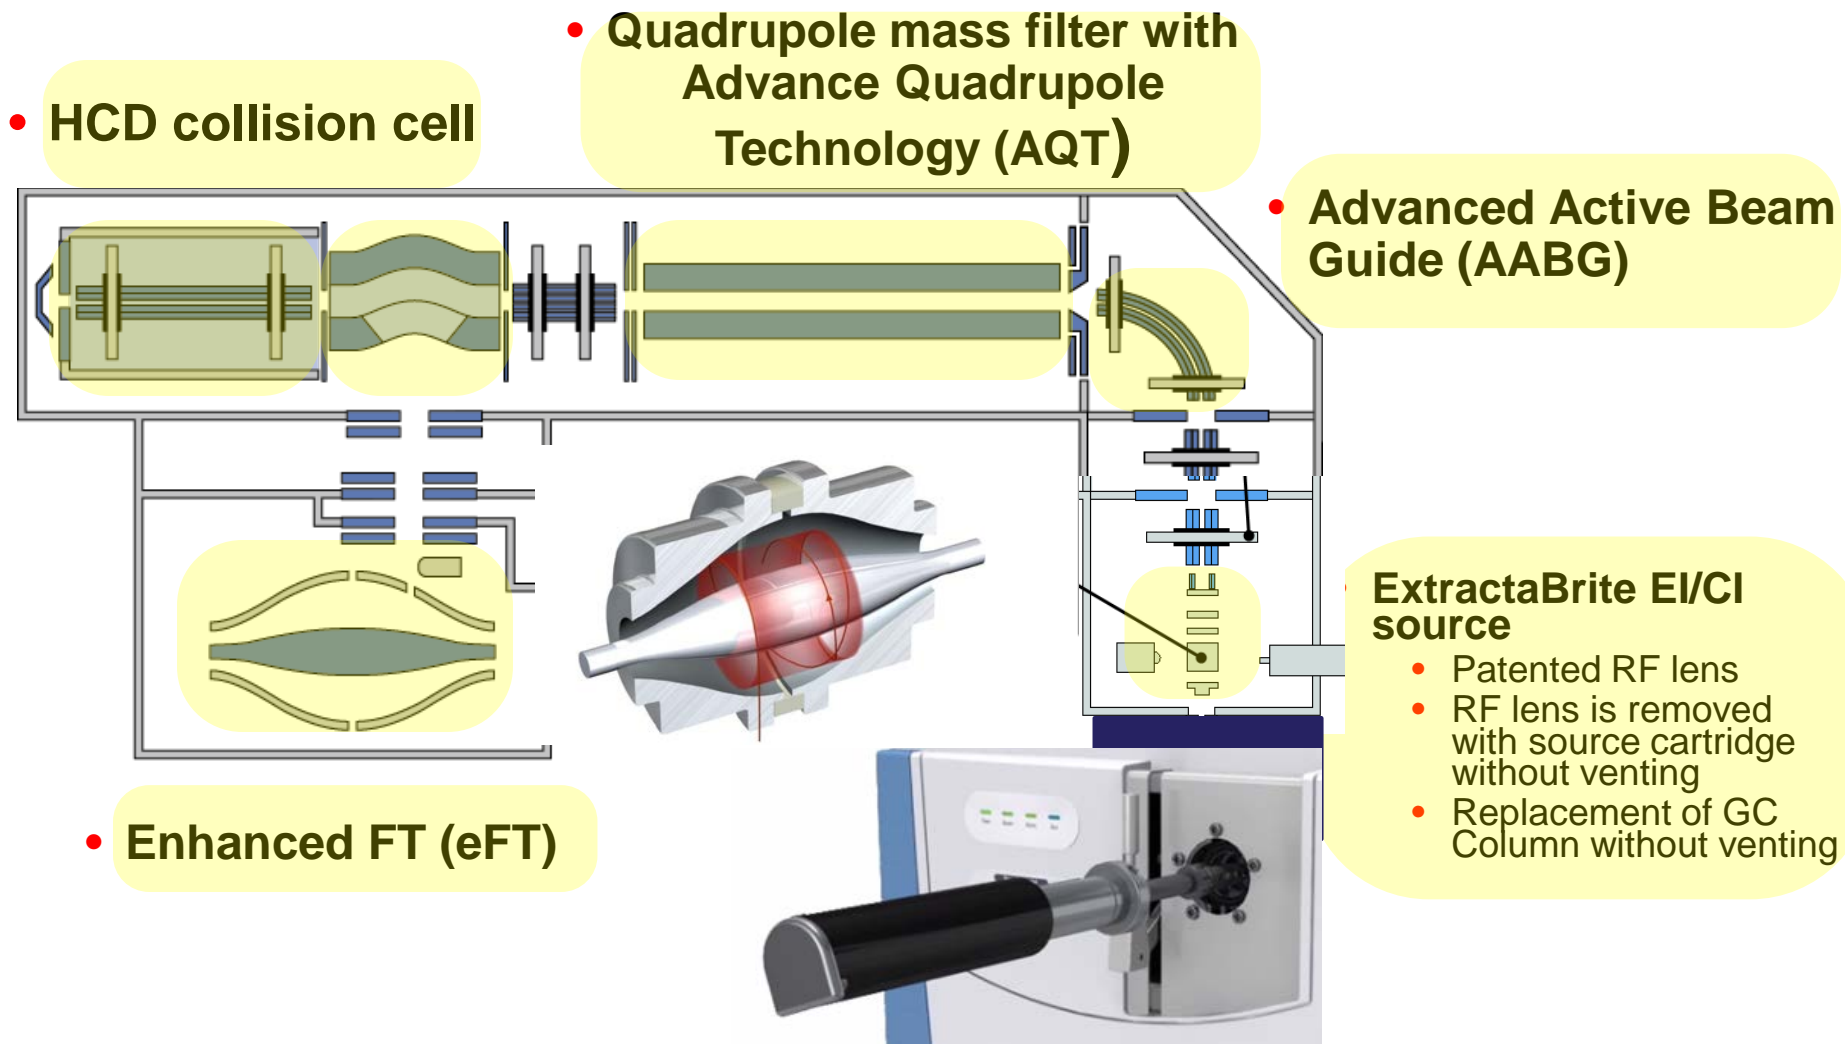 • Quadrupole mass filter with
Advance Quadrupole
Technology (AQT)
• HCD collision cell
• Advanced Active Beam
Guide (AABG)
ExtractaBrite EI/CI
source
• Patented RF lens
• RF lens is removed
with source cartridge
without venting
• Replacement of GC
Column without venting
• Enhanced FT (eFT)